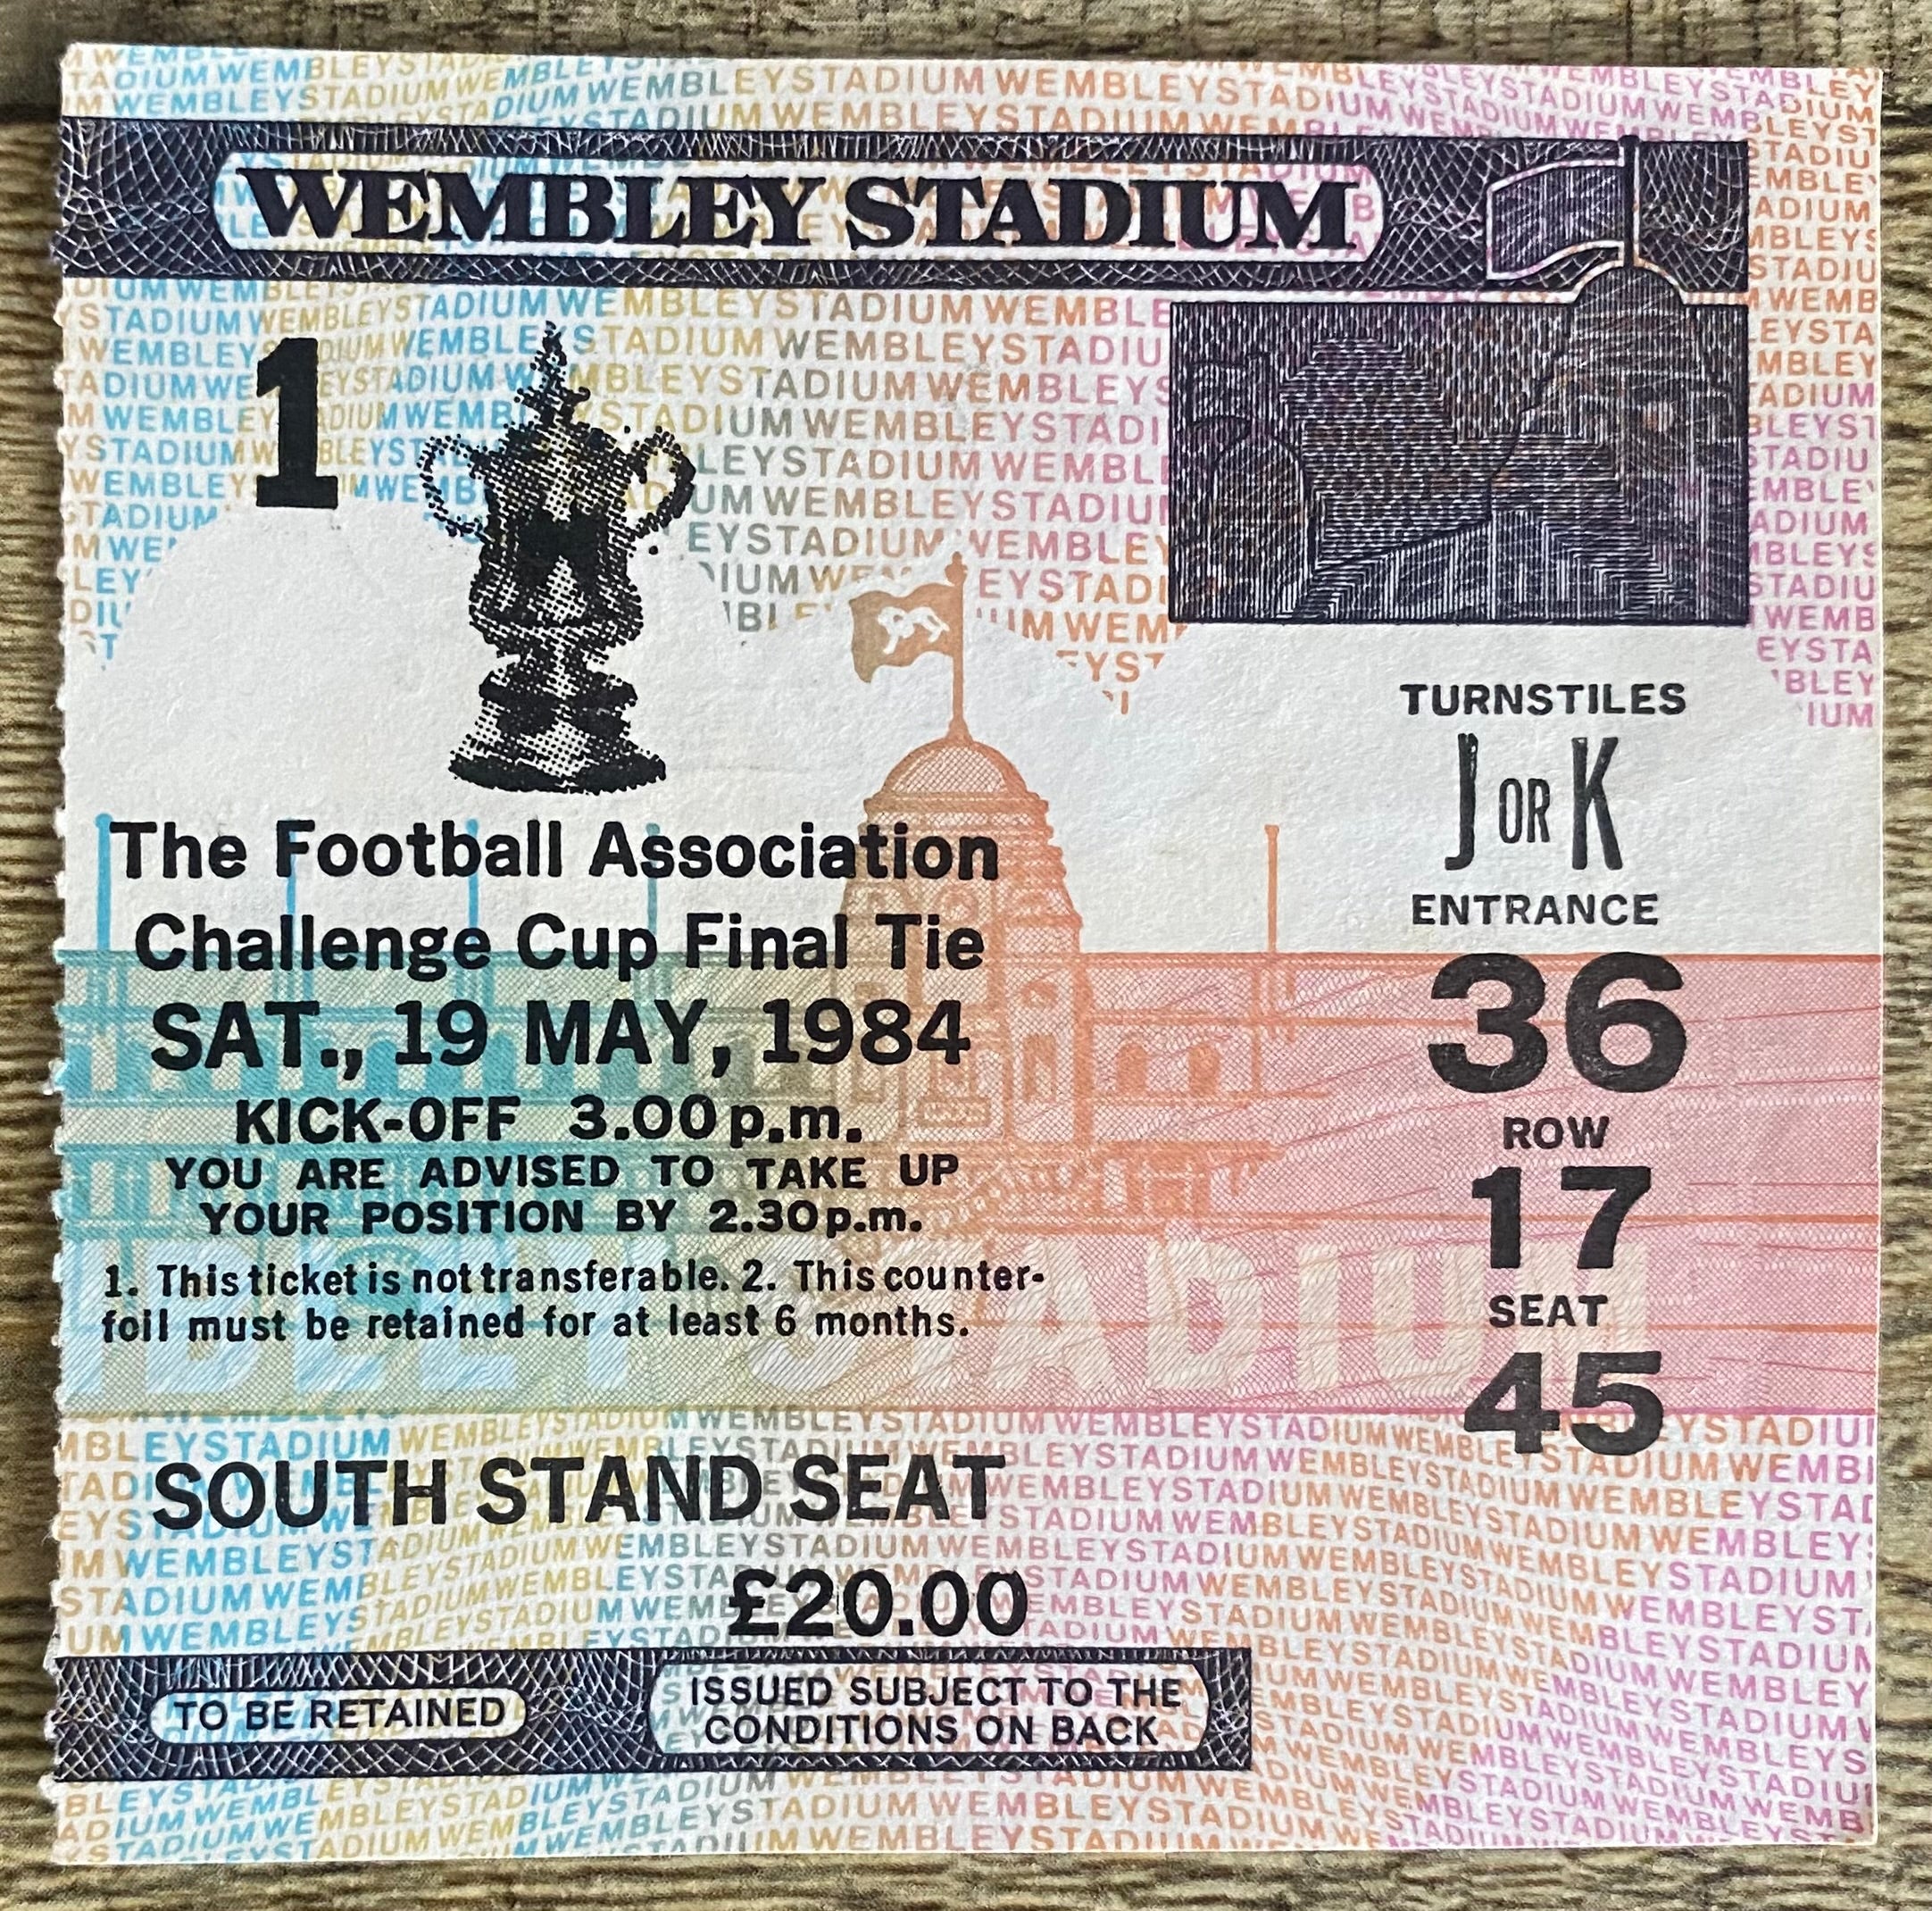 WEMBLEY STADIUM
1
The Football Association
Challenge Cup Final Tie
SAT., 19 MAY, 1984
KICK-OFF 3.00 p.m.
YOU ARE ADVISED TO TAKE UP
YOUR POSITION BY 2.30 p.m.
1. This ticket is not transferable. 2. This counter-
foil must be retained for at least 6 months.
TURNSTILES
J OR K
ENTRANCE
36
ROW
17
SEAT
45
SOUTH STAND SEAT
£20.00
TO BE RETAINED
ISSUED SUBJECT TO THE
CONDITIONS ON BACK